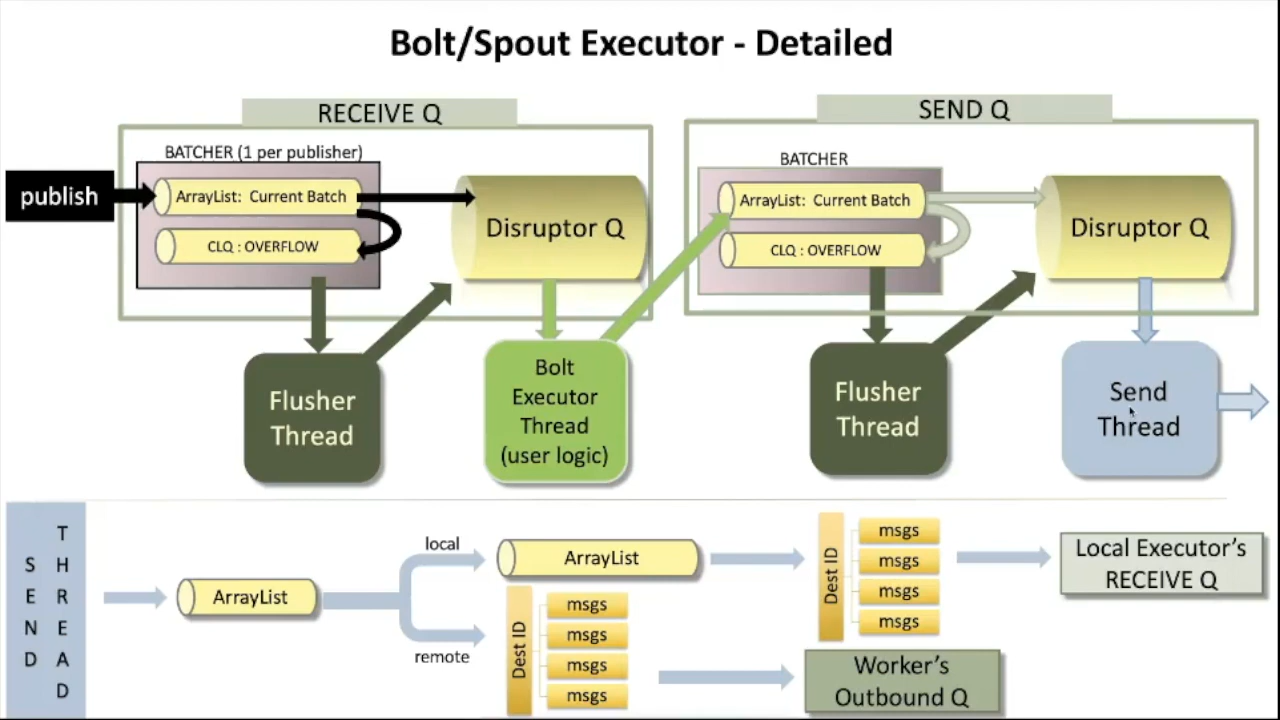 Bolt/Spout Executor - Detailed
RECEIVE Q
SEND Q
BATCHER (1 per publisher)
BATCHER
publish
ArrayList: Current Batch
CLQ : OVERFLOW
Disruptor Q
ArrayList: Current Batch
CLQ : OVERFLOW
Disruptor Q
Flusher
Thread
Bolt
Executor
Thread
(user logic)
Flusher
Thread
Send
Thread
SEND
THREAD
ArrayList
local
remote
ArrayList
Dest ID
msgs
msgs
msgs
msgs
Dest ID
msgs
msgs
msgs
msgs
Local Executor’s
RECEIVE Q
Worker’s
Outbound Q